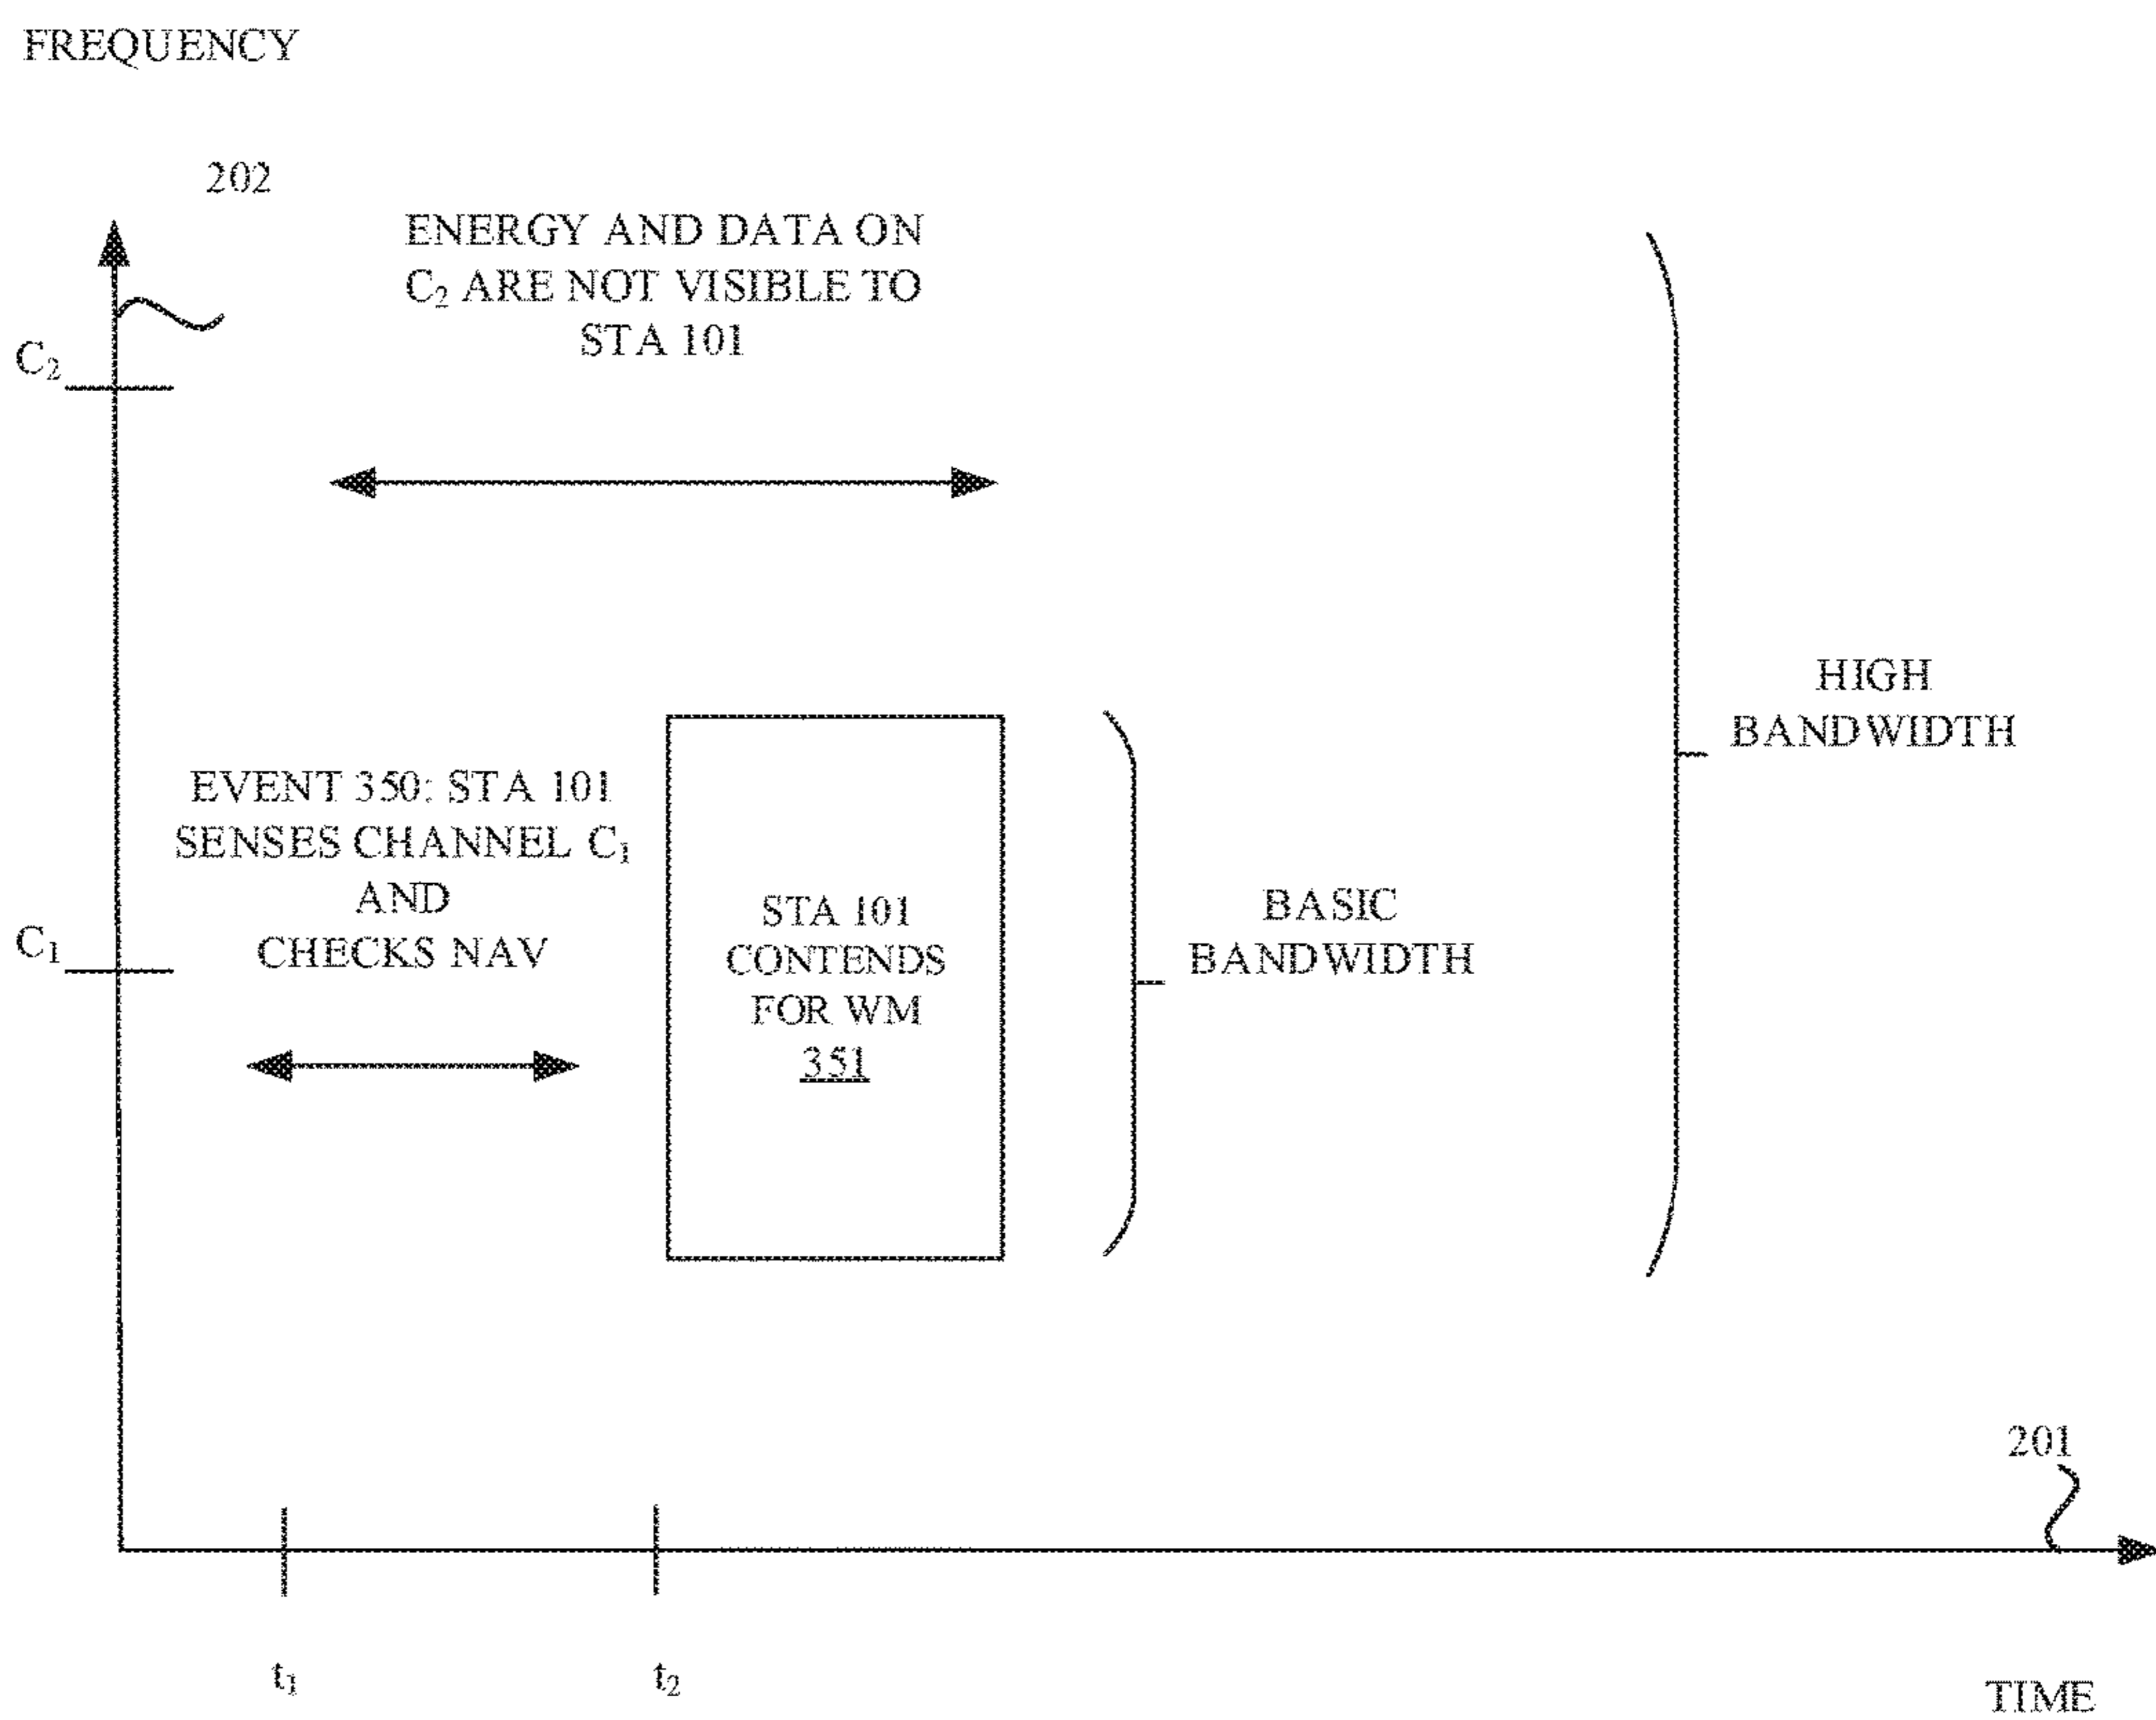 FREQUENCY
202
ENERGY AND DATA ON
C₂ ARE NOT VISIBLE TO
STA 101
C₂
HIGH
BANDWIDTH
EVENT 350: STA 101
SENSES CHANNEL C₁
AND
CHECKS NAV
C₁
STA 101
CONTENDS
FOR WM
351
BASIC
BANDWIDTH
201
t₁
t₂
TIME